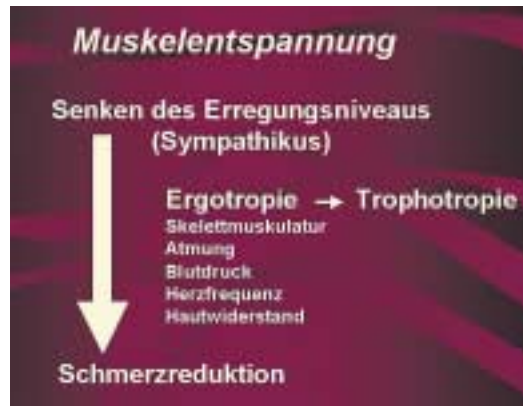 Muskelentspannung
Senken des Erregungsniveaus
(Sympathikus)
Ergotropie → Trophotropie
Skelettmuskulatur
Atmung
Blutdruck
Herzfrequenz
Hautwiderstand
Schmerzreduktion